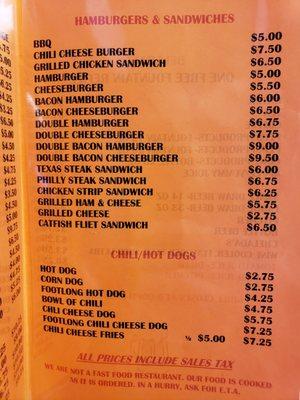 HAMBURGERS & SANDWICHES
BBQ $5.00
CHILI CHEESE BURGER $7.50
GRILLED CHICKEN SANDWICH $6.50
HAMBURGER $5.00
CHEESEBURGER $5.50
BACON HAMBURGER $6.00
BACON CHEESEBURGER $6.50
DOUBLE HAMBURGER $6.75
DOUBLE CHEESEBURGER $7.75
DOUBLE BACON HAMBURGER $9.00
DOUBLE BACON CHEESEBURGER $9.50
TEXAS STEAK SANDWICH $6.00
PHILLY STEAK SANDWICH $6.75
CHICKEN STRIP SANDWICH $6.25
GRILLED HAM & CHEESE $5.75
GRILLED CHEESE $2.75
CATFISH FLIET SANDWICH $6.50
CHILI/HOT DOGS
HOT DOG $2.75
CORN DOG $2.75
FOOTLONG HOT DOG $4.25
BOWL OF CHILI $4.75
CHLI CHEESE DOG $5.75
FOOTLONG CHILI CHEESE DOG $7.25
CHILI CHEESE FRIES ½ $5.00 $7.25
ALL PRICES INCLUDE SALES TAX
WE ARE NOT A FAST FOOD RESTAURANT. OUR FOOD IS COOKED
AS IT IS ORDERED. IN A HURRY, ASK FOR E.T.A.